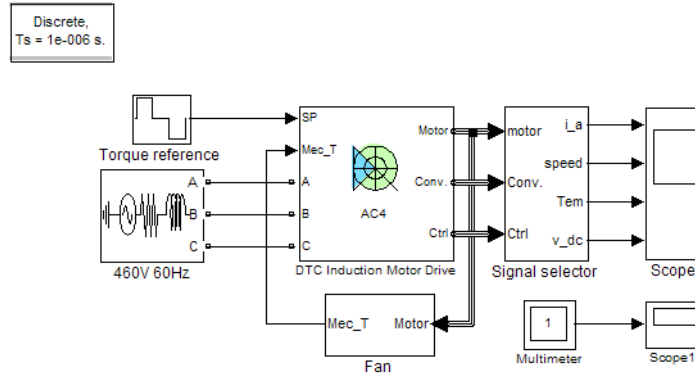 Discrete,
Ts = 1e-006 s.
Torque reference
SP
Mec_T
A
B
C
Motor
Conv.
Ctrl
AC4
DTC Induction Motor Drive
A
B
C
460V 60Hz
motor
Conv.
Ctrl
i_a
speed
Tem
v_dc
Signal selector
Scope
Mec_T
Motor
Fan
1
Multimeter
Scope1